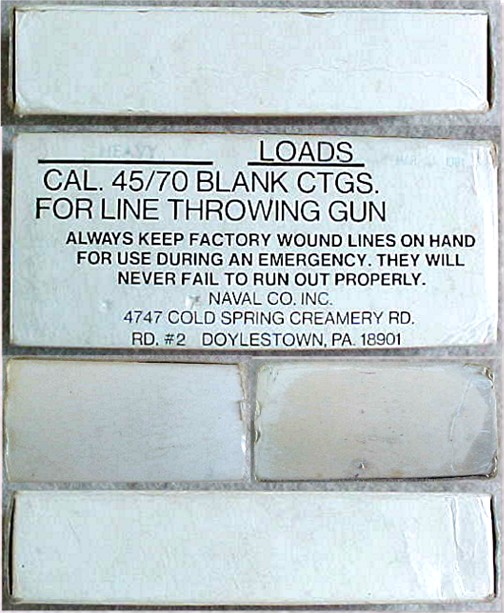 HEAVY LOADS
CAL. 45/70 BLANK CTGS.
FOR LINE THROWING GUN
ALWAYS KEEP FACTORY WOUND LINES ON HAND
FOR USE DURING AN EMERGENCY. THEY WILL
NEVER FAIL TO RUN OUT PROPERLY.
NAVAL CO. INC.
4747 COLD SPRING CREAMERY RD.
RD. #2 DOYLESTOWN, PA. 18901